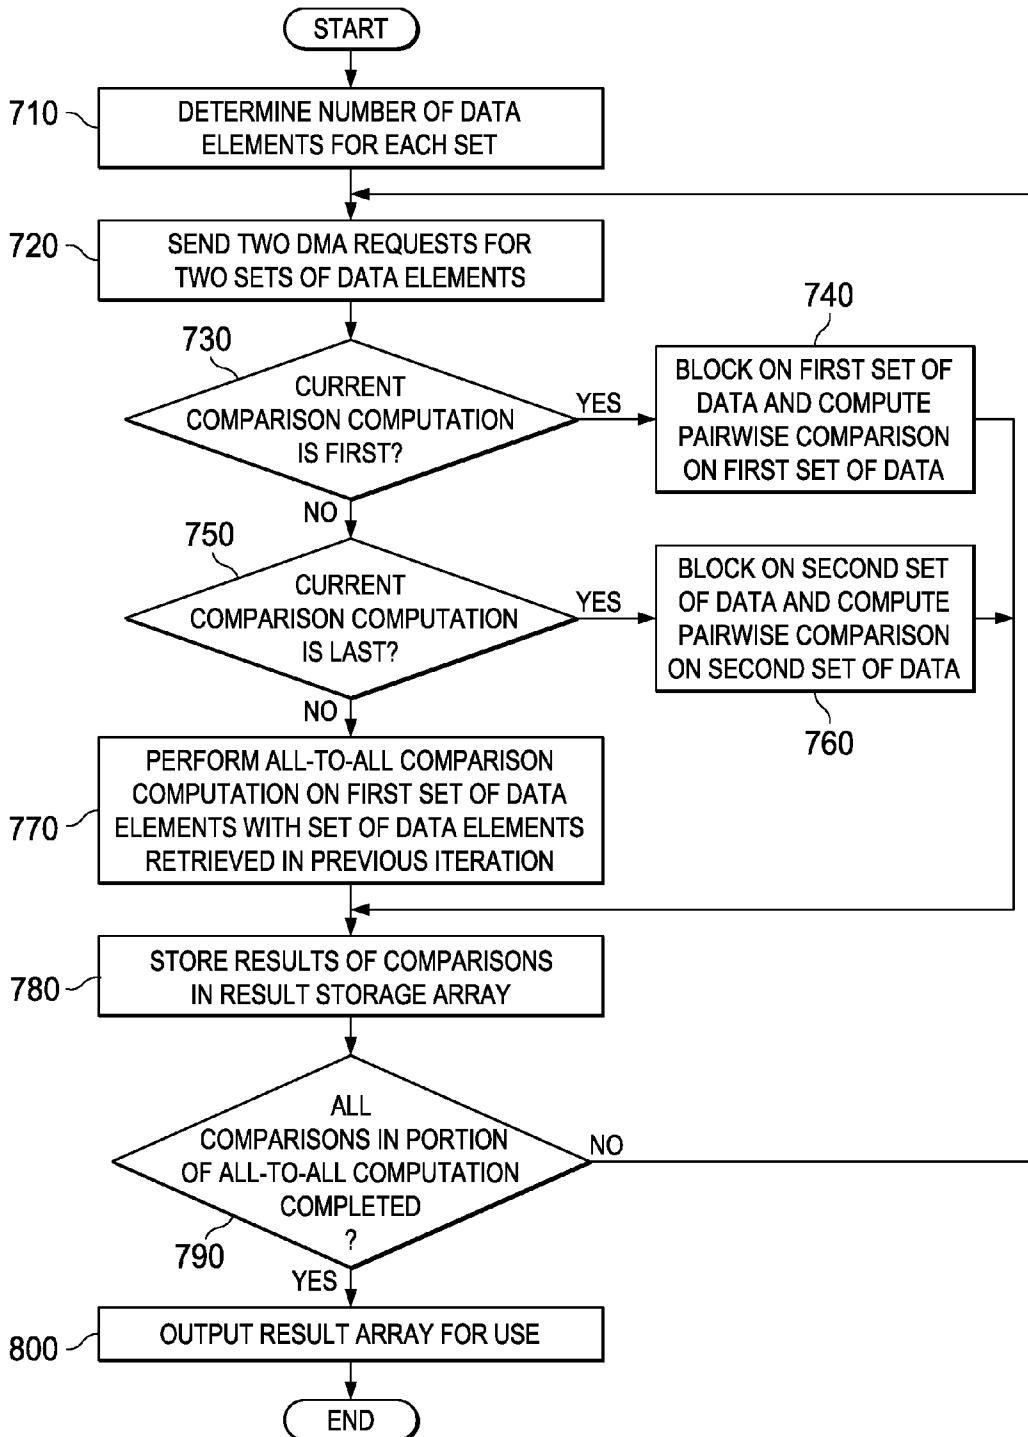 START
710
DETERMINE NUMBER OF DATA
ELEMENTS FOR EACH SET
720
SEND TWO DMA REQUESTS FOR
TWO SETS OF DATA ELEMENTS
730
CURRENT
COMPARISON COMPUTATION
IS FIRST?
YES
740
BLOCK ON FIRST SET OF
DATA AND COMPUTE
PAIRWISE COMPARISON
ON FIRST SET OF DATA
NO
750
CURRENT
COMPARISON COMPUTATION
IS LAST?
YES
BLOCK ON SECOND SET
OF DATA AND COMPUTE
PAIRWISE COMPARISON
ON SECOND SET OF DATA
760
NO
770
PERFORM ALL-TO-ALL COMPARISON
COMPUTATION ON FIRST SET OF DATA
ELEMENTS WITH SET OF DATA ELEMENTS
RETRIEVED IN PREVIOUS ITERATION
780
STORE RESULTS OF COMPARISONS
IN RESULT STORAGE ARRAY
ALL
COMPARISONS IN PORTION
OF ALL-TO-ALL COMPUTATION
COMPLETED
?
NO
790
YES
800
OUTPUT RESULT ARRAY FOR USE
END